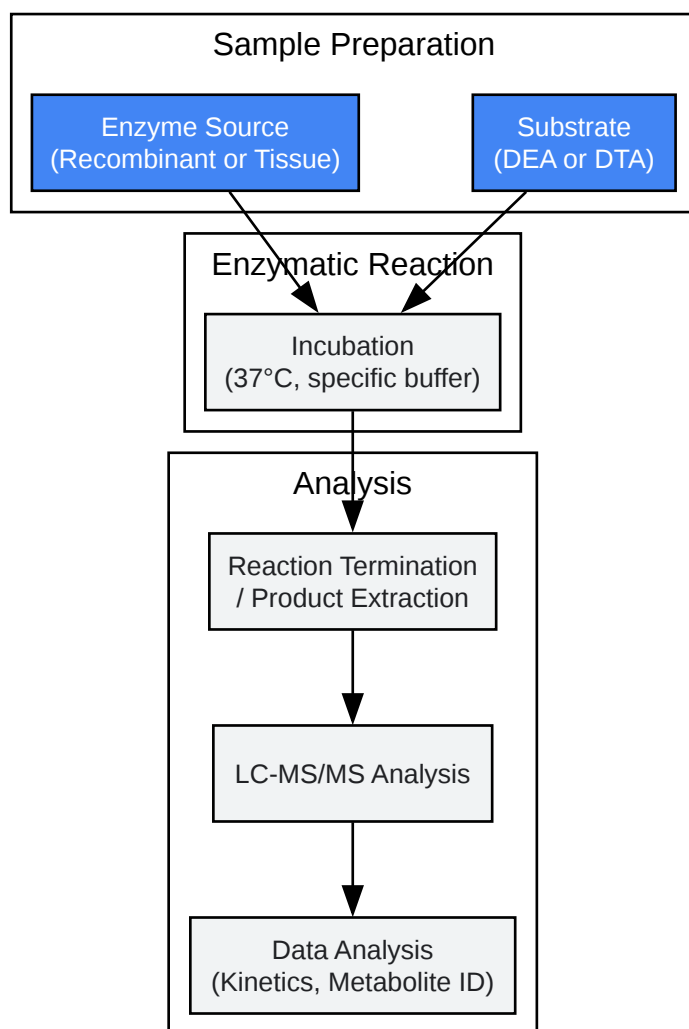 Sample Preparation
Enzyme Source
(Recombinant or Tissue)
Substrate
(DEA or DTA)
Enzymatic Reaction
Incubation
(37°C, specific buffer)
Analysis
Reaction Termination
/ Product Extraction
LC-MS/MS Analysis
Data Analysis
(Kinetics, Metabolite ID)